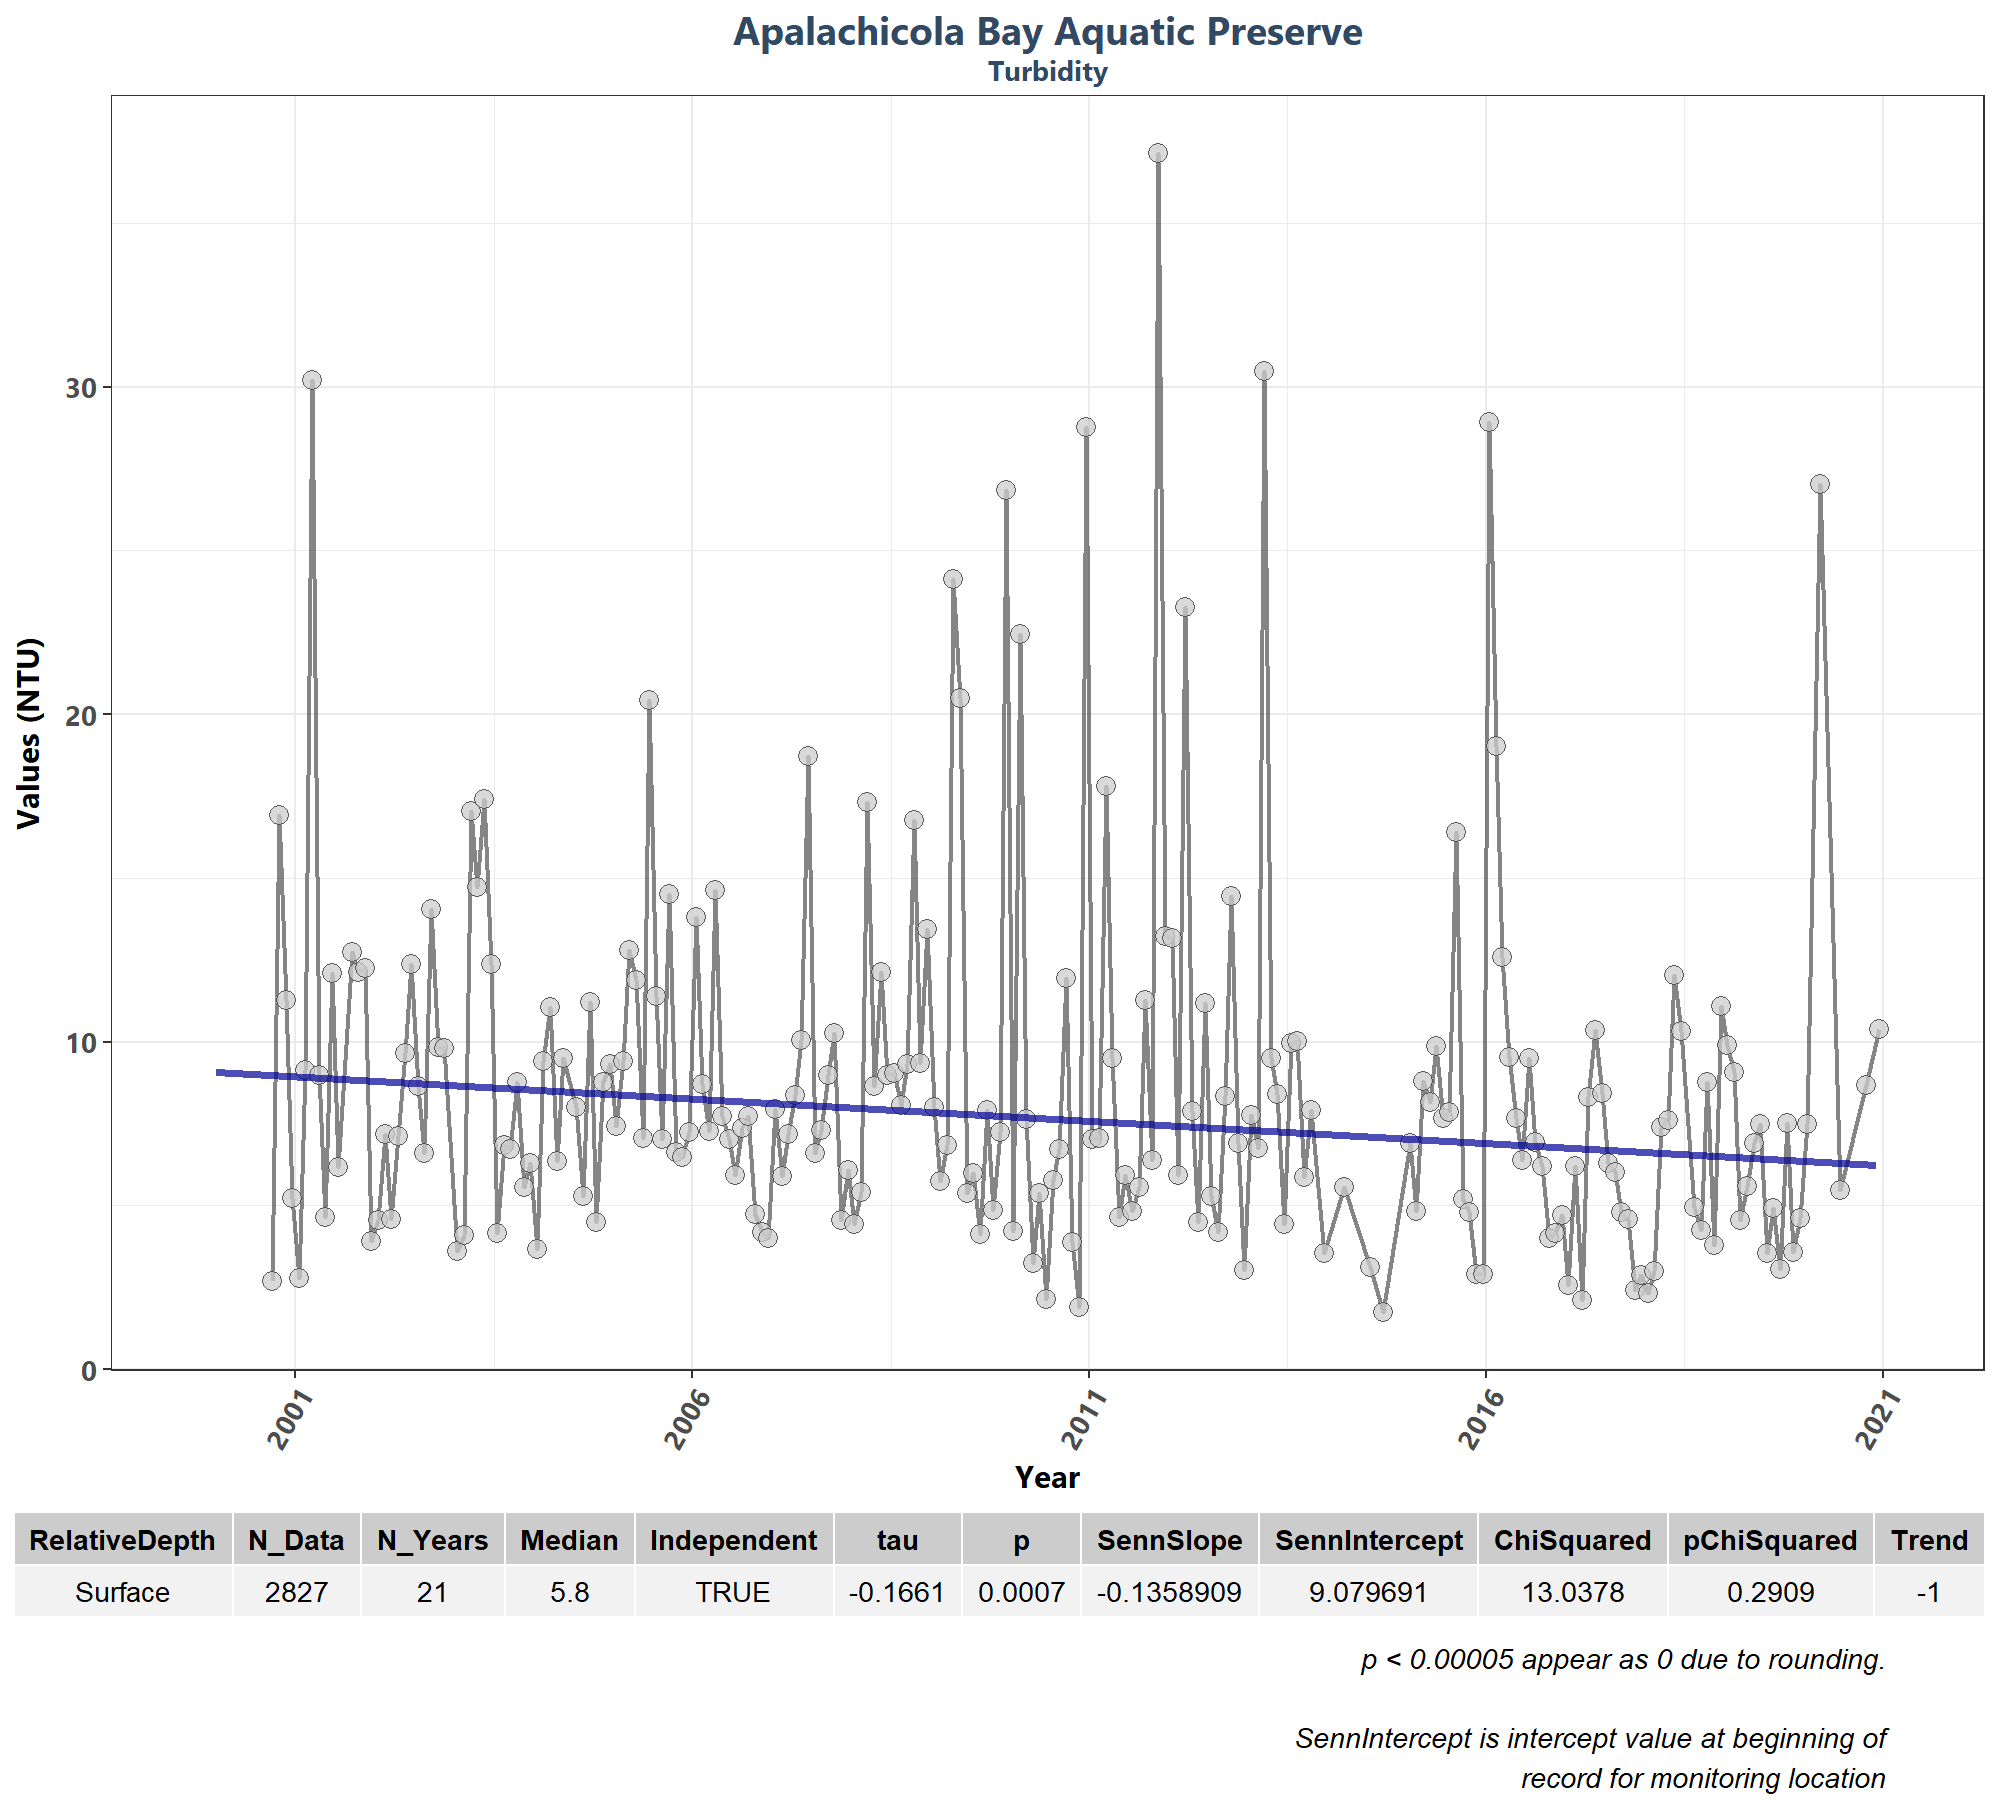 Apalachicola Bay Aquatic Preserve
Turbidity
Values (NTU)
30
20
10
0
2001 2006 2011 2016 2021
Year
RelativeDepth N_Data N_Years Median Independent tau p SennSlope SennIntercept ChiSquared pChiSquared Trend
Surface 2827 21 5.8 TRUE -0.1661 0.0007 -0.1358909 9.079691 13.0378 0.2909 -1
p < 0.00005 appear as 0 due to rounding.
SennIntercept is intercept value at beginning of
record for monitoring location